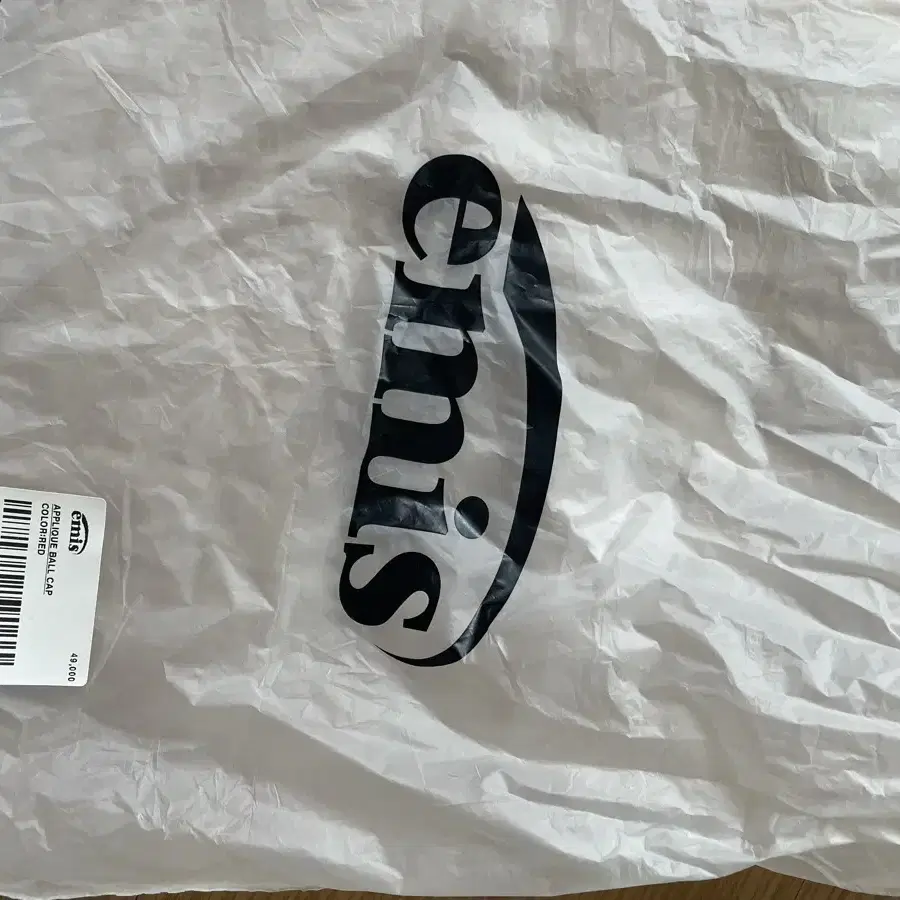 emis
emis
APPLIQUE BALL CAP
COLOR:RED
49,000